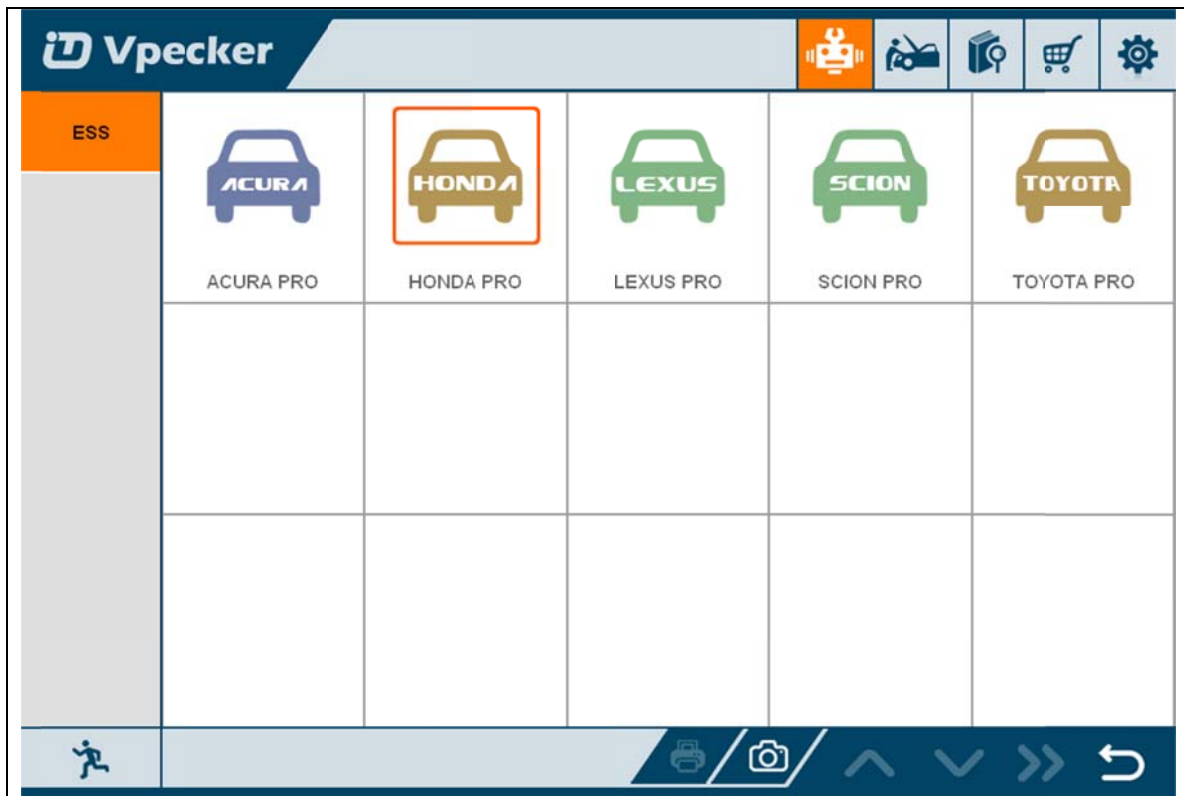 Vpecker
ESS
ACURA
HONDA
LEXUS
SCION
TOYOTA
ACURA PRO
HONDA PRO
LEXUS PRO
SCION PRO
TOYOTA PRO